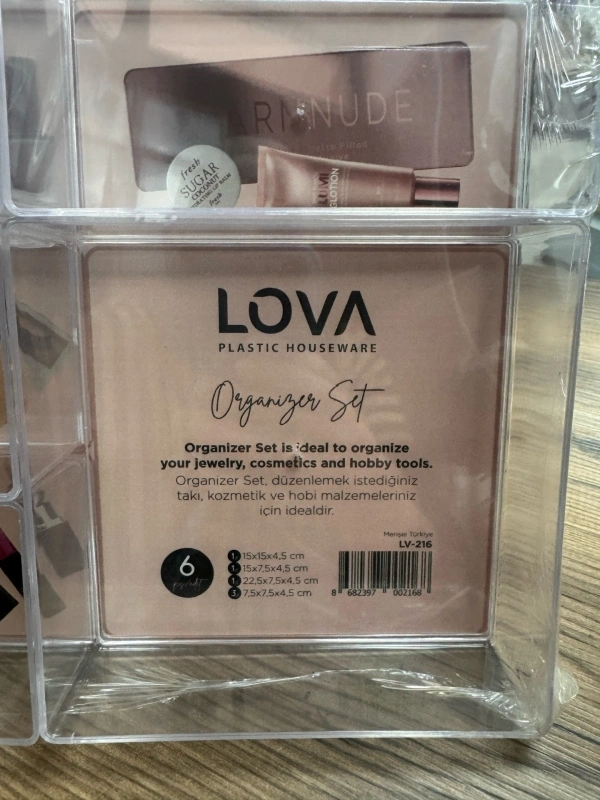 NUDE
fresh
SUGAR
COCONUT
LOVA
PLASTIC HOUSEWARE
Organizer Set
Organizer Set is ideal to organize
your jewelry, cosmetics and hobby tools.
Organizer Set, düzenlemek istediğiniz
takı, kozmetik ve hobi malzemeleriniz
için idealdir.
Menşei Türkiye
LV-216
6
1 15x15x4,5 cm
1 15x7,5x4,5 cm
1 22,5x7,5x4,5 cm
3 7,5x7,5x4,5 cm
8 682397 002168